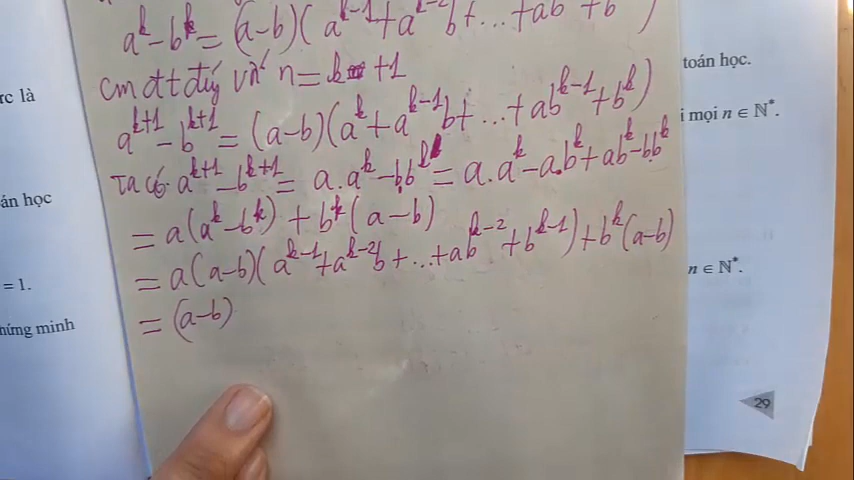 a^k - b^k = (a-b)(a^{k-1} + a^{k-2}b + ... + ab + b
cm đt đúg với n = k +1
a^{k+1} - b^{k+1} = (a-b)(a^k + a^{k-1}b + ... + ab^{k-1} + b^k)
Ta có: a^{k+1} - b^{k+1} = a.a^k - b.b^k = a.a^k - a.b^k + ab^k - b.b^k
= a(a^k - b^k) + b^k(a-b)
= a(a-b)(a^{k-1} + a^{k-2}b + ... + ab^{k-2} + b^{k-1}) + b^k(a-b)
= (a-b)
rc là
án học
= 1.
hứng minh
toán học.
i mọi n ∈ ℕ*.
n ∈ ℕ*.
29